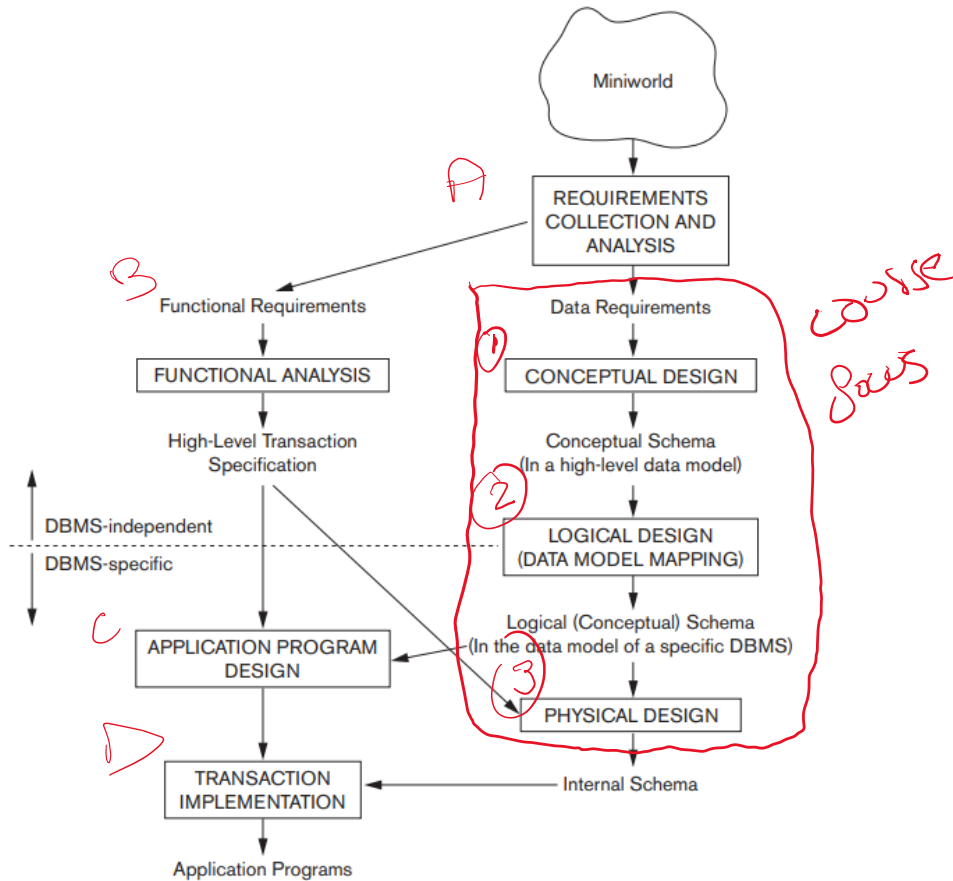 Miniworld
A
REQUIREMENTS
COLLECTION AND
ANALYSIS
B
Functional Requirements
Data Requirements
course
focus
1
FUNCTIONAL ANALYSIS
CONCEPTUAL DESIGN
High-Level Transaction
Specification
Conceptual Schema
(In a high-level data model)
2
DBMS-independent
DBMS-specific
LOGICAL DESIGN
(DATA MODEL MAPPING)
Logical (Conceptual) Schema
(In the data model of a specific DBMS)
C
APPLICATION PROGRAM
DESIGN
3
PHYSICAL DESIGN
D
TRANSACTION
IMPLEMENTATION
Internal Schema
Application Programs